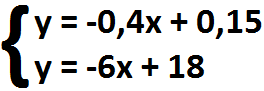 y = -0,4x + 0,15
y = -6x + 18